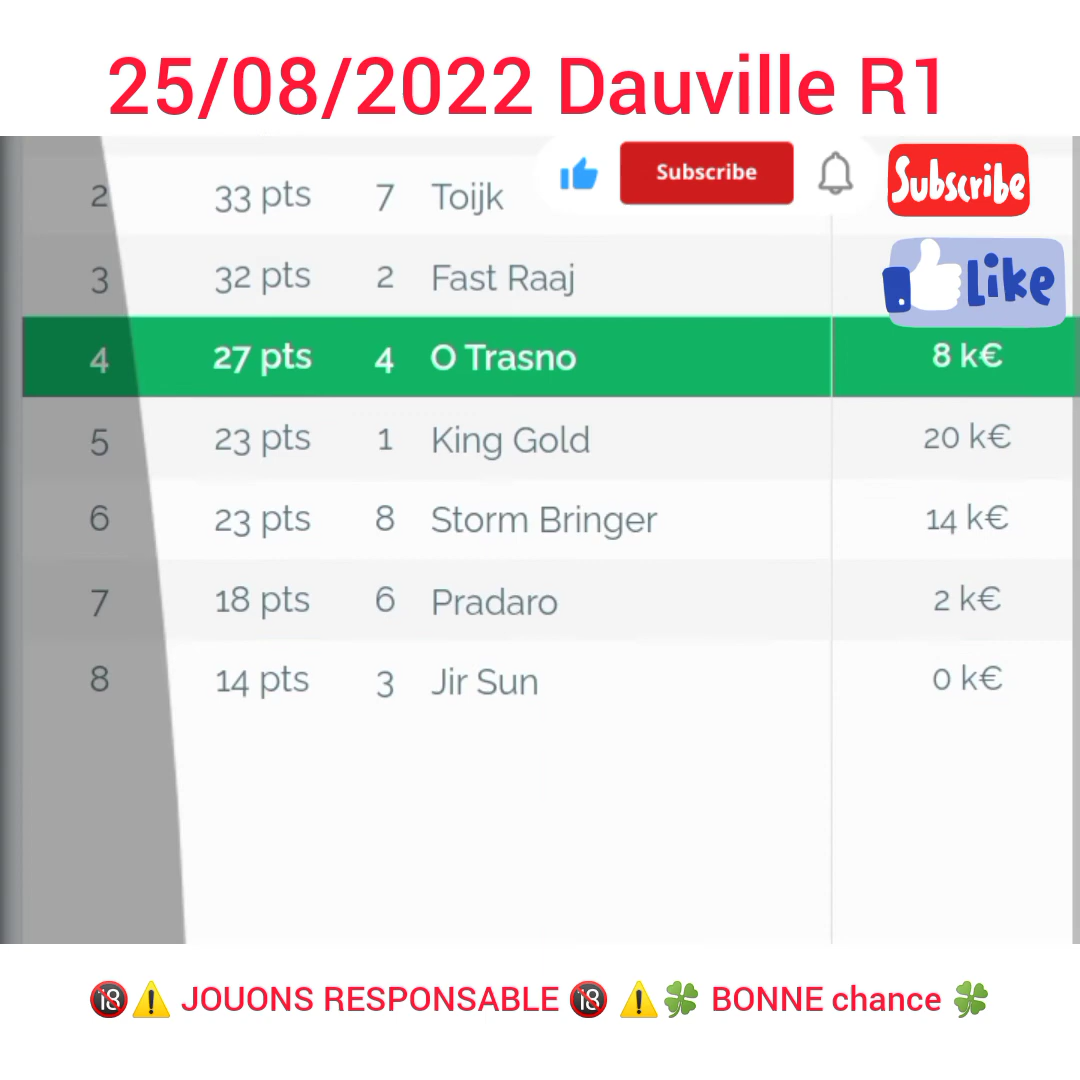 25/08/2022 Dauville R1
2 33 pts 7 Toijk Subscribe Subscribe
3 32 pts 2 Fast Raaj Like
4 27 pts 4 O Trasno 8 k€
5 23 pts 1 King Gold 20 k€
6 23 pts 8 Storm Bringer 14 k€
7 18 pts 6 Pradaro 2 k€
8 14 pts 3 Jir Sun 0 k€
🔞⚠️ JOUONS RESPONSABLE 🔞 ⚠️🍀 BONNE chance 🍀